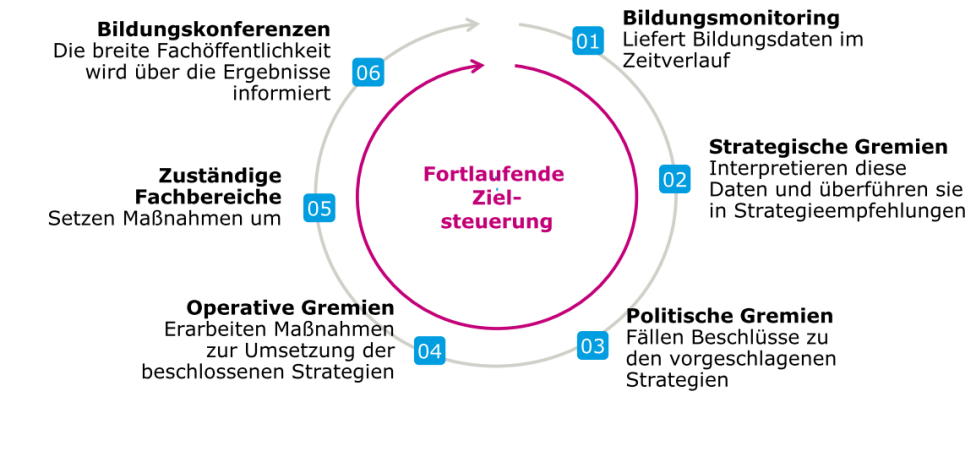 Bildungsmonitoring
Liefert Bildungsdaten im
Zeitverlauf
01
Strategische Gremien
Interpretieren diese
Daten und überführen sie
in Strategieempfehlungen
02
Politische Gremien
Fällen Beschlüsse zu
den vorgeschlagenen
Strategien
03
Operative Gremien
Erarbeiten Maßnahmen
zur Umsetzung der
beschlossenen Strategien
04
Zuständige
Fachbereiche
Setzen Maßnahmen um
05
Bildungskonferenzen
Die breite Fachöffentlichkeit
wird über die Ergebnisse
informiert
06
Fortlaufende
Ziel-
steuerung